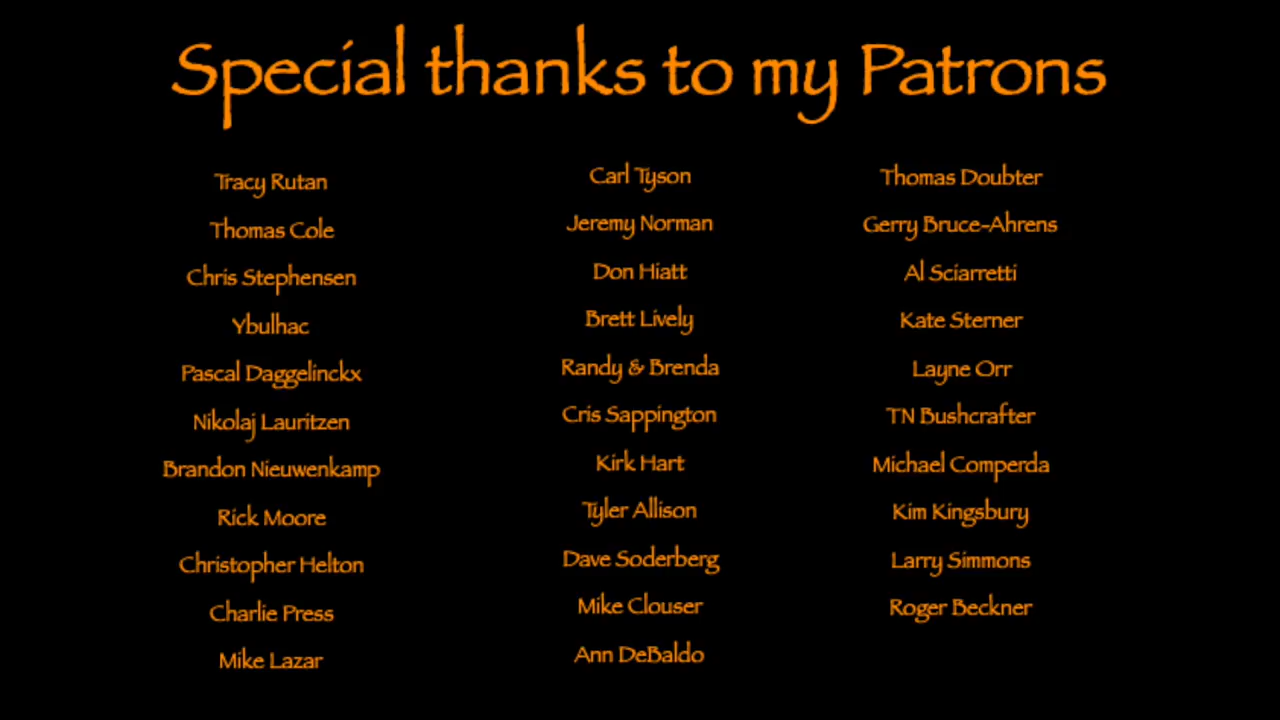 Special thanks to my Patrons
Tracy Rutan
Thomas Cole
Chris Stephensen
Ybulhac
Pascal Daggelinckx
Nikolaj Lauritzen
Brandon Nieuwenkamp
Rick Moore
Christopher Helton
Charlie Press
Mike Lazar
Carl Tyson
Jeremy Norman
Don Hiatt
Brett Lively
Randy & Brenda
Cris Sappington
Kirk Hart
Tyler Allison
Dave Soderberg
Mike Clouser
Ann DeBaldo
Thomas Doubter
Gerry Bruce-Ahrens
Al Sciarretti
Kate Sterner
Layne Orr
TN Bushcrafter
Michael Comperda
Kim Kingsbury
Larry Simmons
Roger Beckner